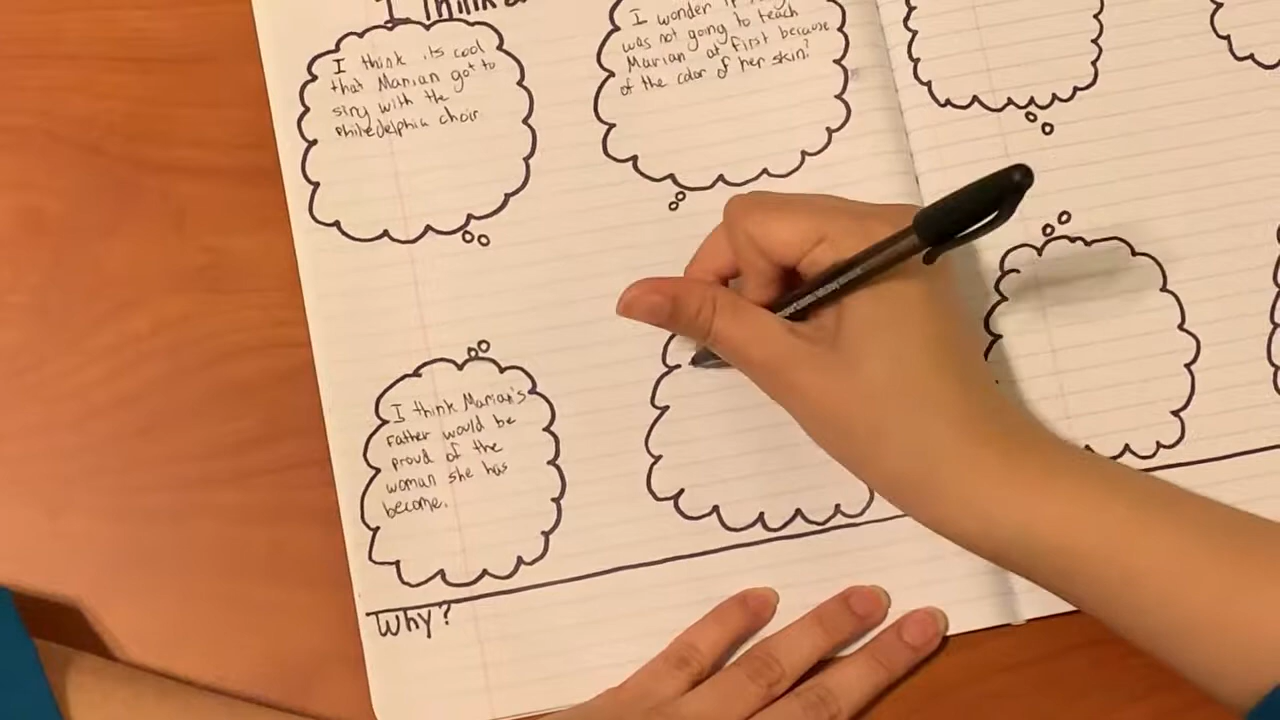 I Think
I think its cool
that Marian got to
sing with the
Philedelphia choir
I wonder
was not going to teach
Marian at first because
of the color of her skin?
I think Marian's
Father would be
proud of the
woman she has
become.
Why?